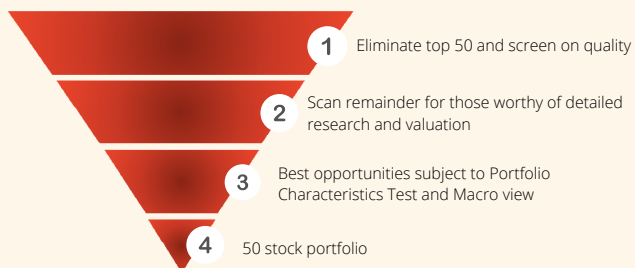 1 Eliminate top 50 and screen on quality
2 Scan remainder for those worthy of detailed
research and valuation
3 Best opportunities subject to Portfolio
Characteristics Test and Macro view
4 50 stock portfolio